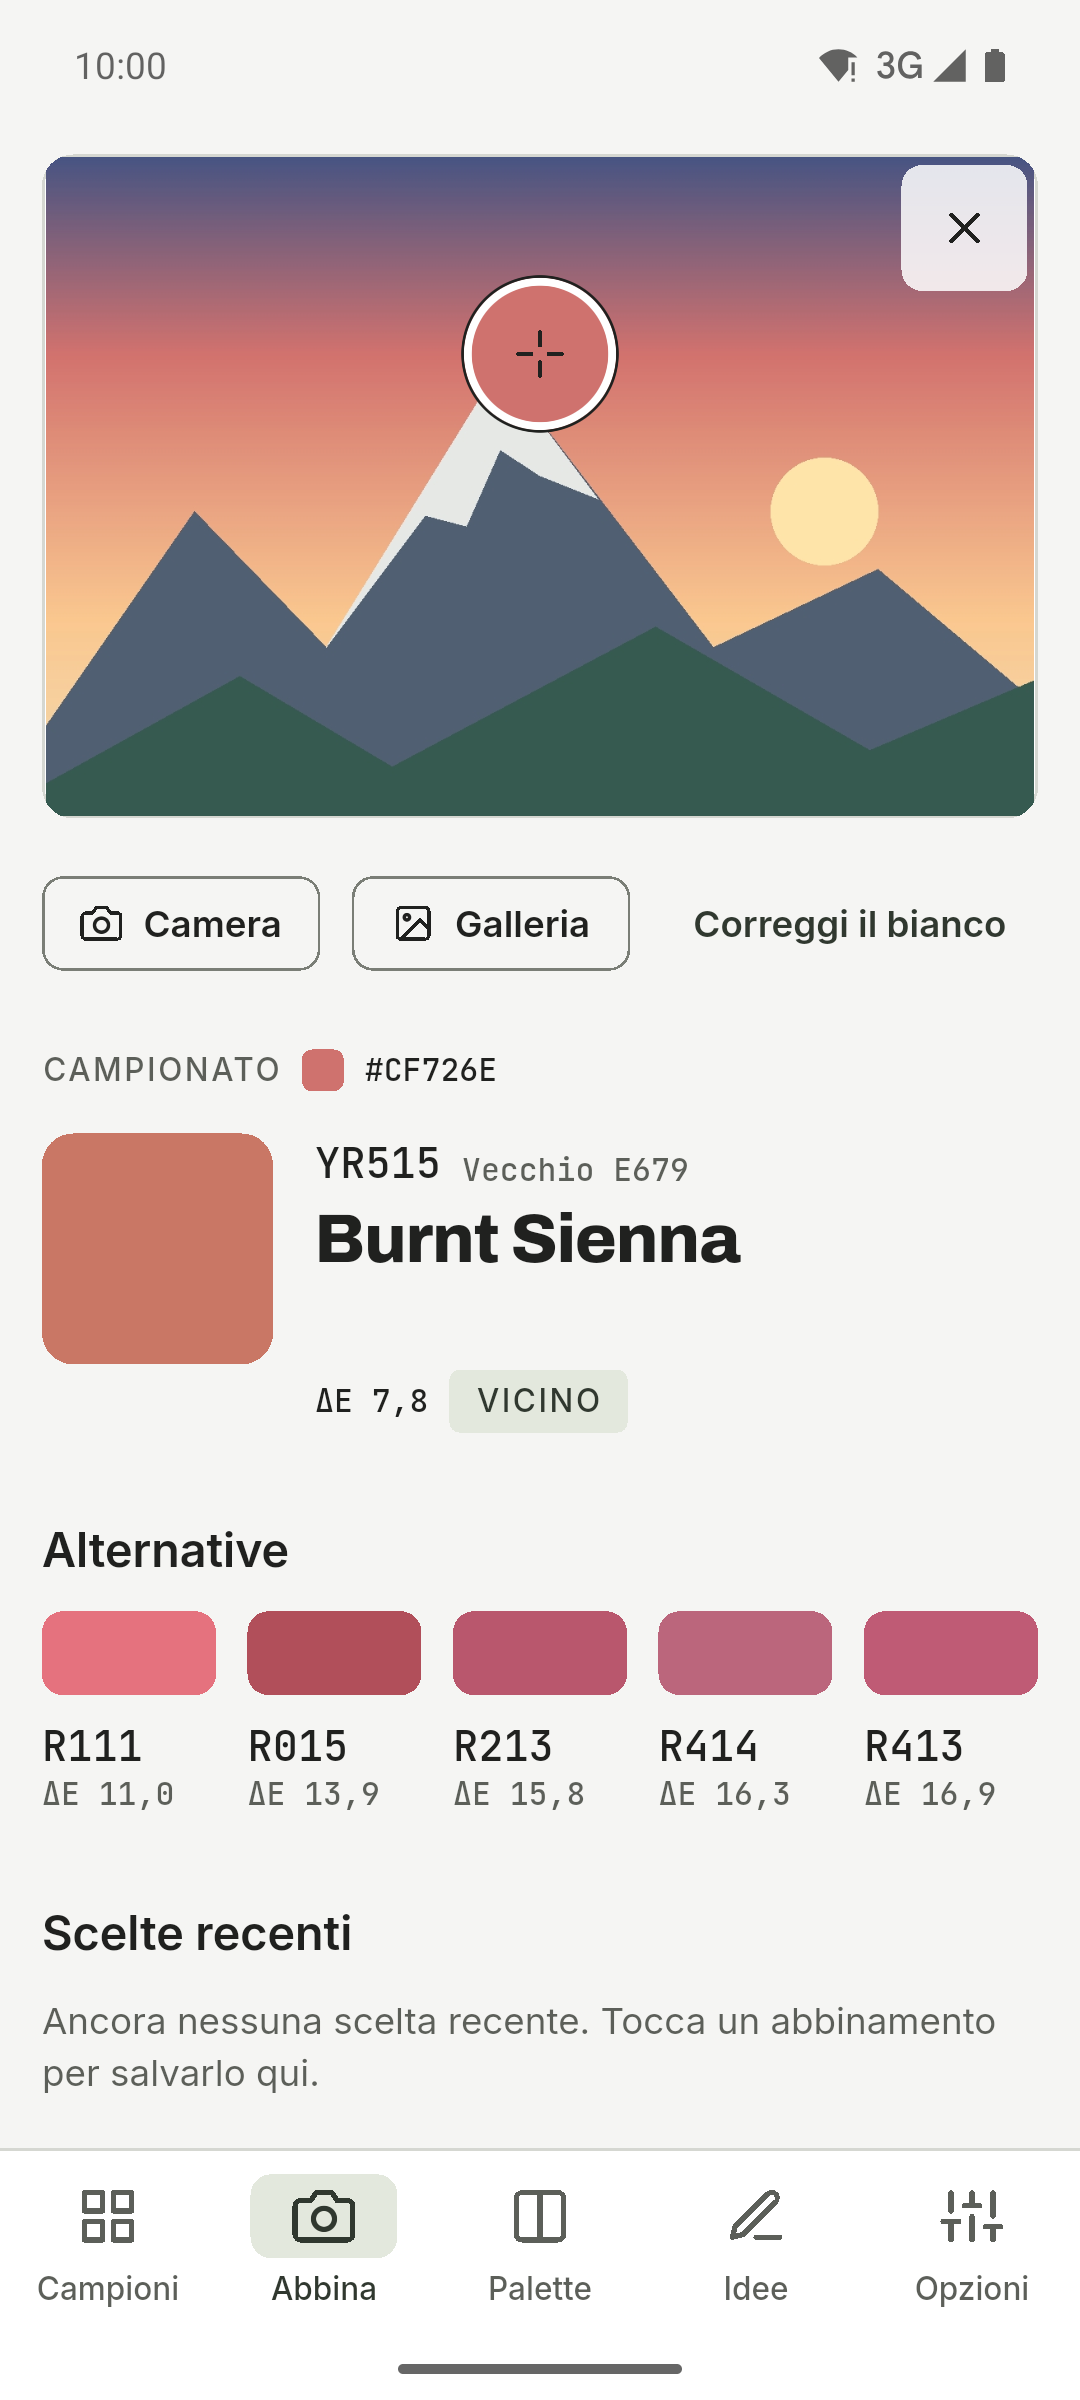 10:00
3G
Camera
Galleria
Correggi il bianco
CAMPIONATO
#CF726E
YR515 Vecchio E679
Burnt Sienna
ΔE 7,8 VICINO
Alternative
R111 R015 R213 R414 R413
ΔE 11,0 ΔE 13,9 ΔE 15,8 ΔE 16,3 ΔE 16,9
Scelte recenti
Ancora nessuna scelta recente. Tocca un abbinamento
per salvarlo qui.
Campioni Abbina Palette Idee Opzioni